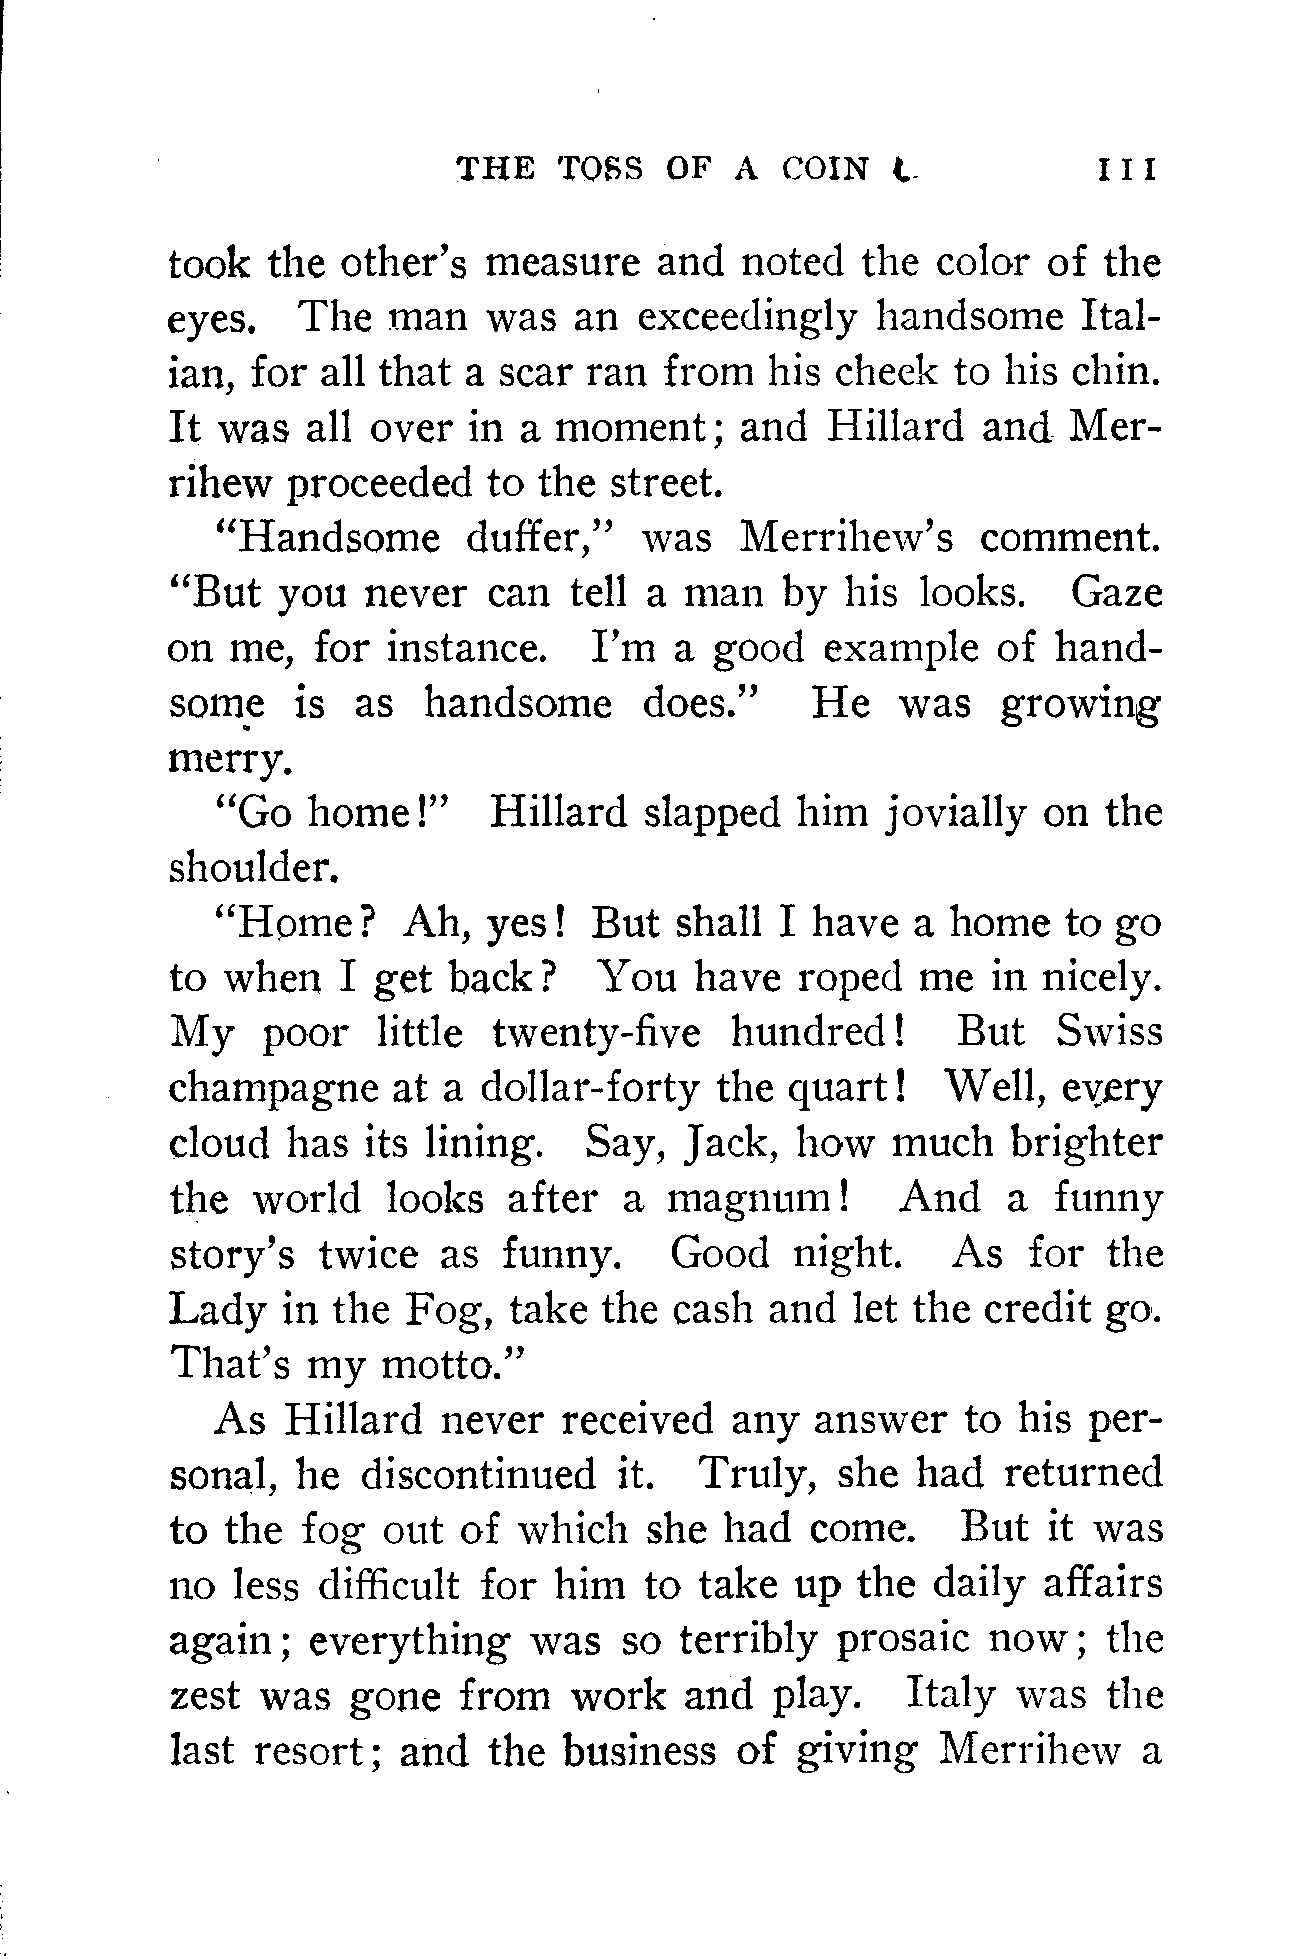 THE TOSS OF A COIN 111
took the other's measure and noted the color of the
eyes. The man was an exceedingly handsome Ital-
ian, for all that a scar ran from his cheek to his chin.
It was all over in a moment; and Hillard and Mer-
rihew proceeded to the street.
"Handsome duffer," was Merrihew's comment.
"But you never can tell a man by his looks. Gaze
on me, for instance. I'm a good example of hand-
some is as handsome does." He was growing
merry.
"Go home!" Hillard slapped him jovially on the
shoulder.
"Home? Ah, yes! But shall I have a home to go
to when I get back? You have roped me in nicely.
My poor little twenty-five hundred! But Swiss
champagne at a dollar-forty the quart! Well, every
cloud has its lining. Say, Jack, how much brighter
the world looks after a magnum! And a funny
story's twice as funny. Good night. As for the
Lady in the Fog, take the cash and let the credit go.
That's my motto."
As Hillard never received any answer to his per-
sonal, he discontinued it. Truly, she had returned
to the fog out of which she had come. But it was
no less difficult for him to take up the daily affairs
again; everything was so terribly prosaic now; the
zest was gone from work and play. Italy was the
last resort; and the business of giving Merrihew a